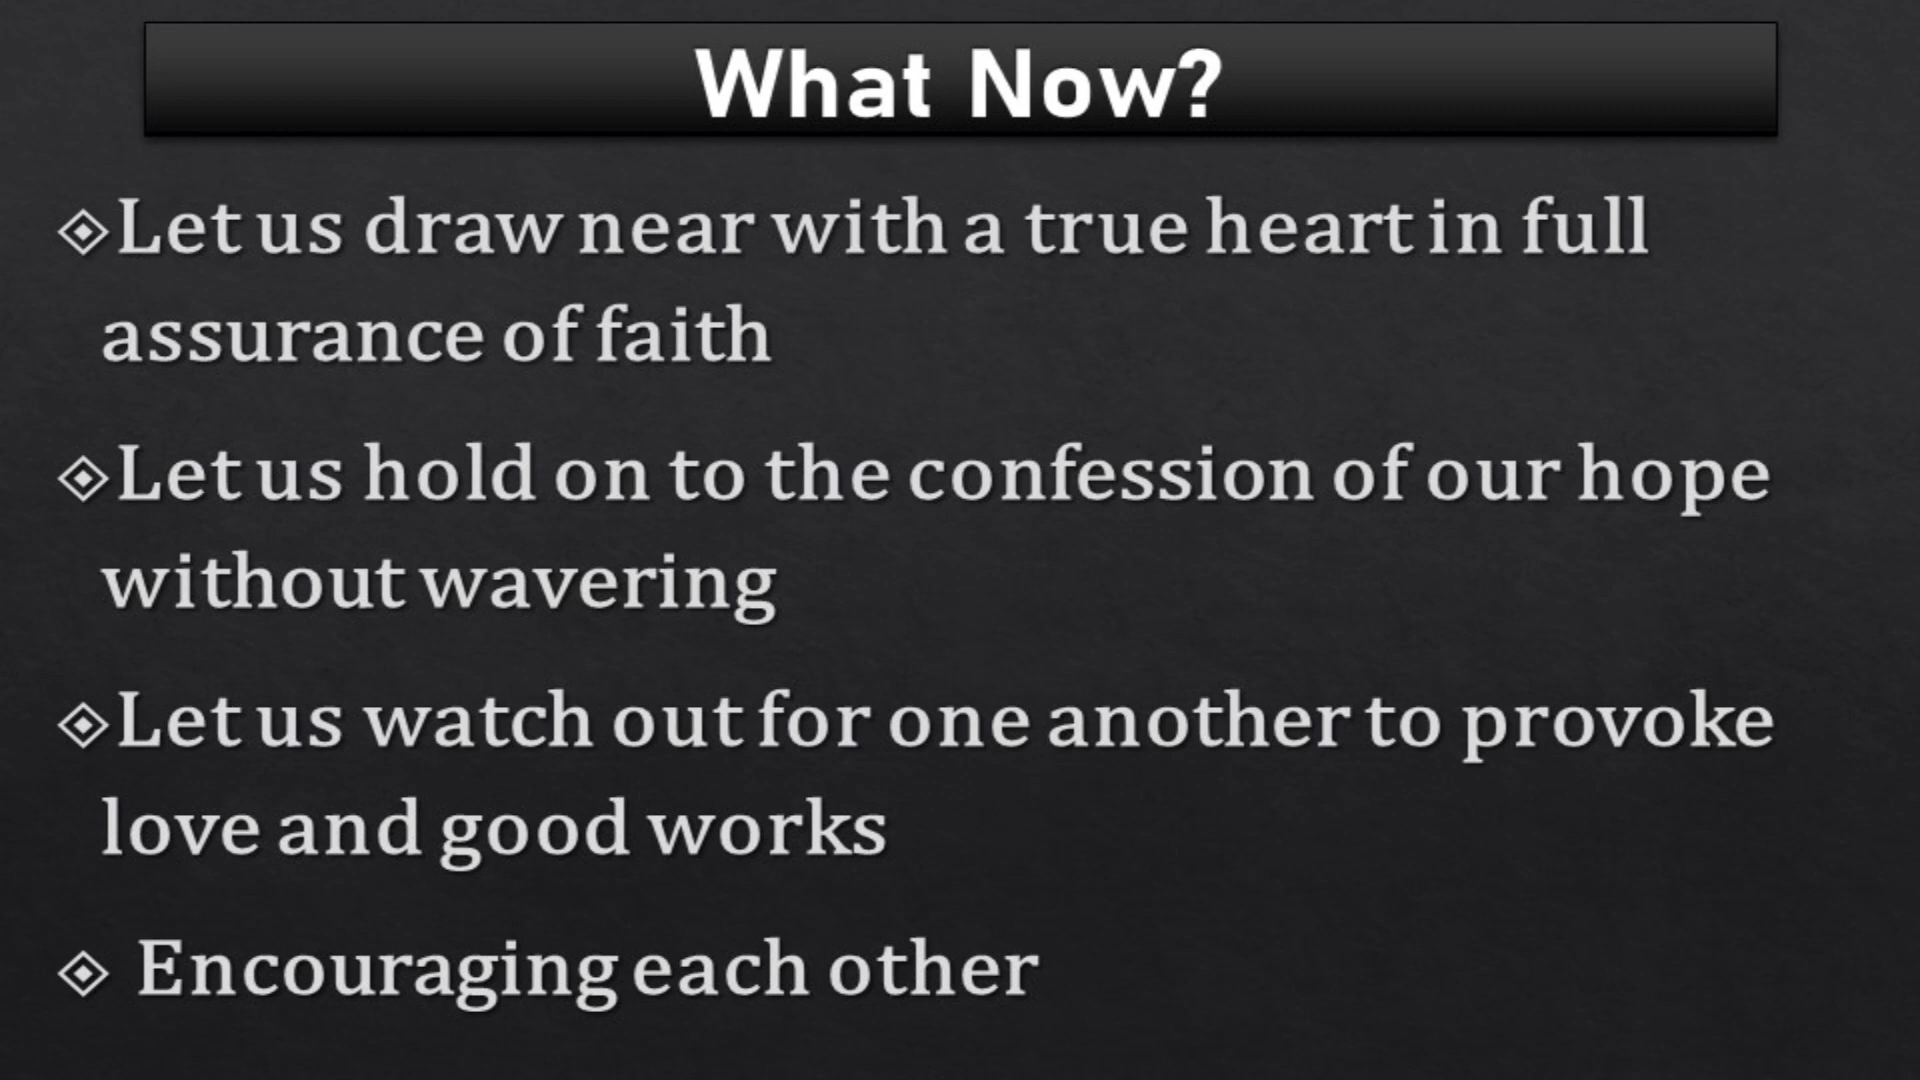 What Now?
Let us draw near with a true heart in full
assurance of faith
Let us hold on to the confession of our hope
without wavering
Let us watch out for one another to provoke
love and good works
Encouraging each other